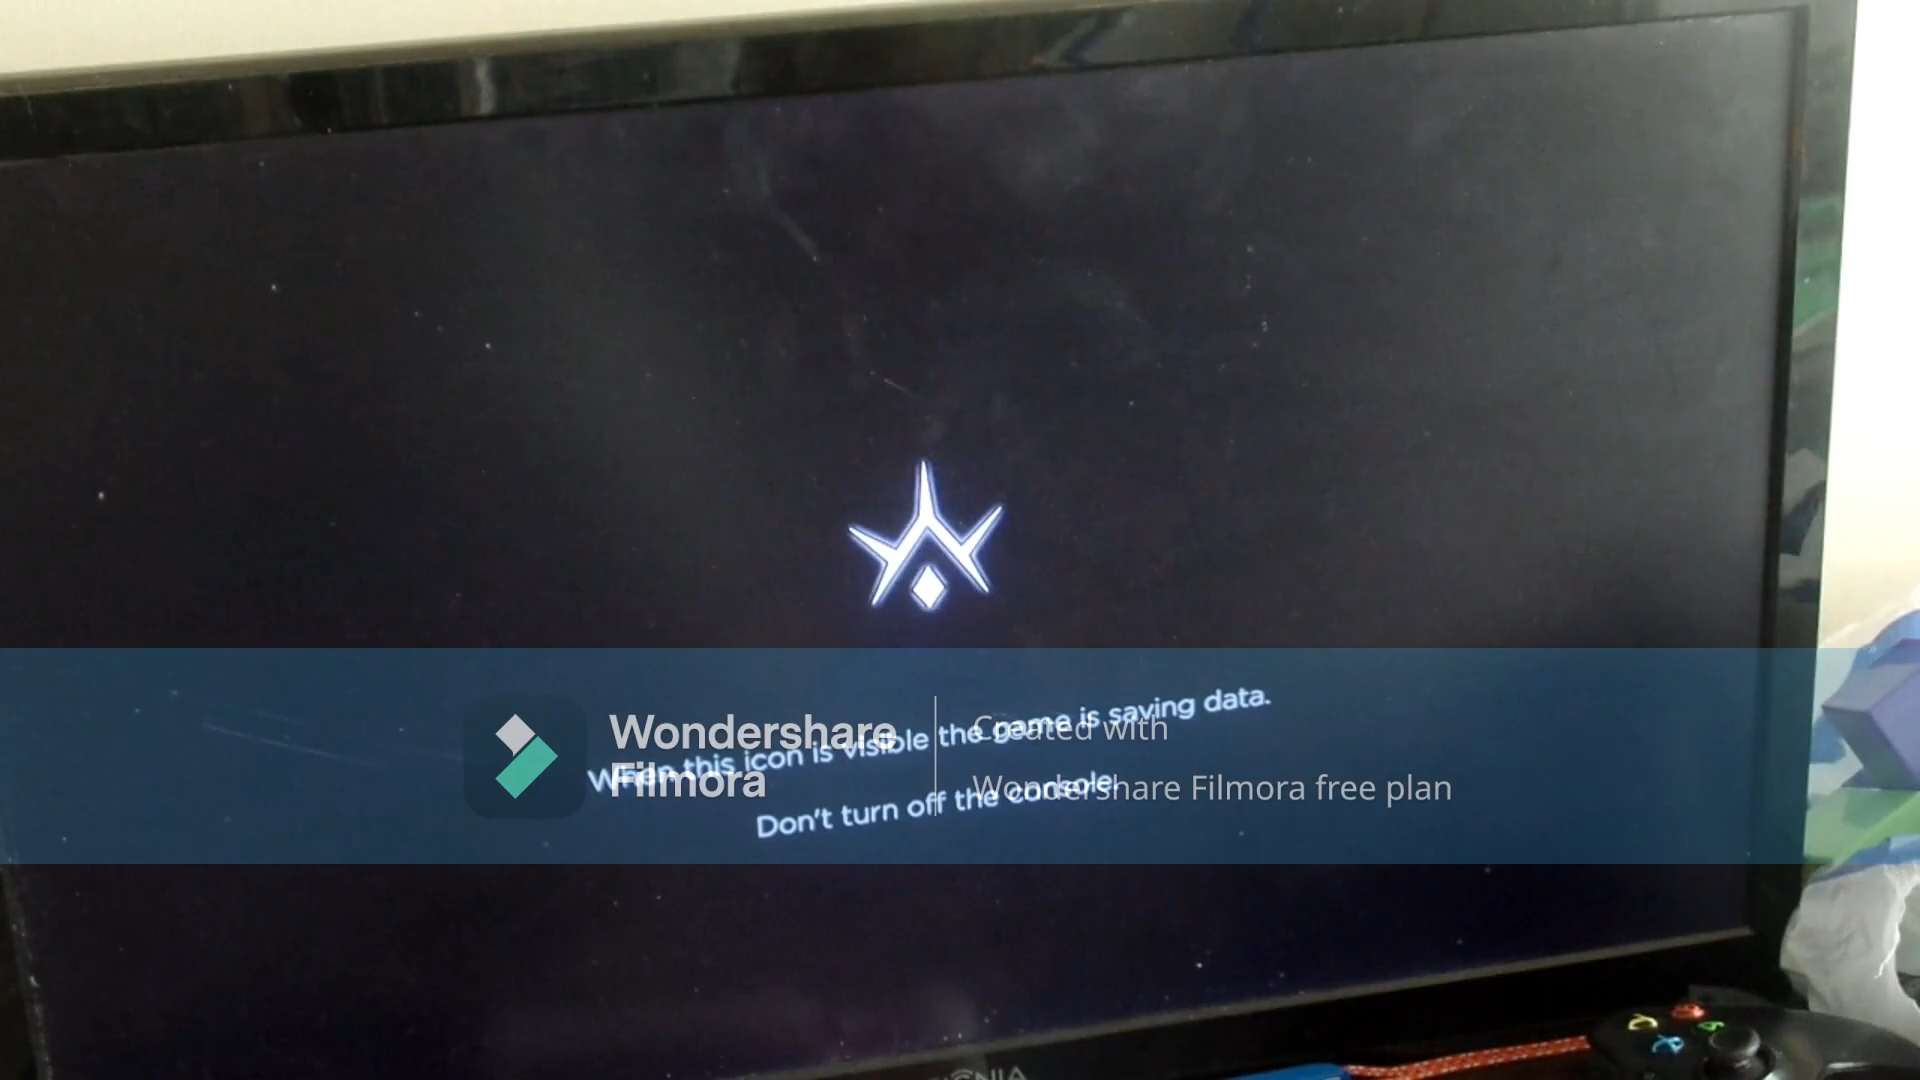 When this icon is visible the game is saving data.
Don't turn off the console.
Wondershare
Filmora
Created with
Wondershare Filmora free plan